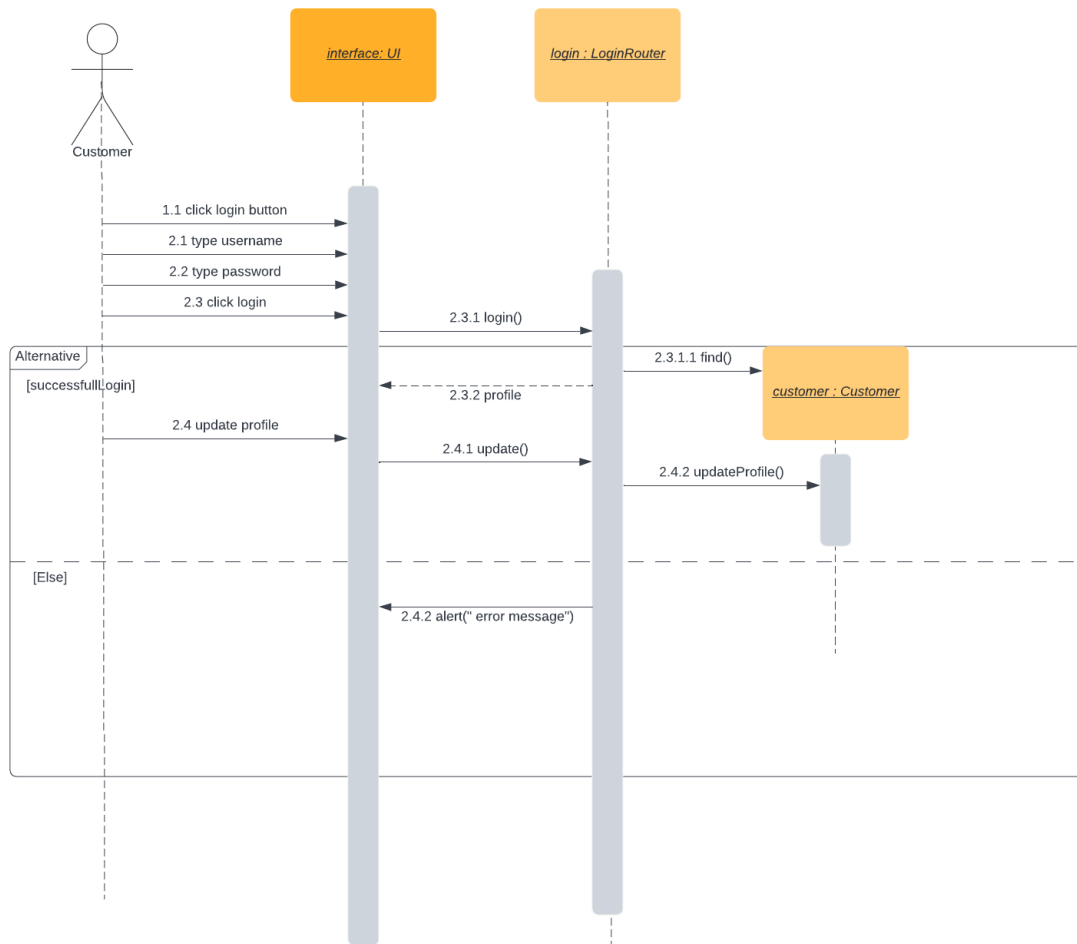 interface: UI
login : LoginRouter
Customer
1.1 click login button
2.1 type username
2.2 type password
2.3 click login
2.3.1 login()
Alternative
2.3.1.1 find()
[successfullLogin]
customer : Customer
2.3.2 profile
2.4 update profile
2.4.1 update()
2.4.2 updateProfile()
[Else]
2.4.2 alert(" error message")